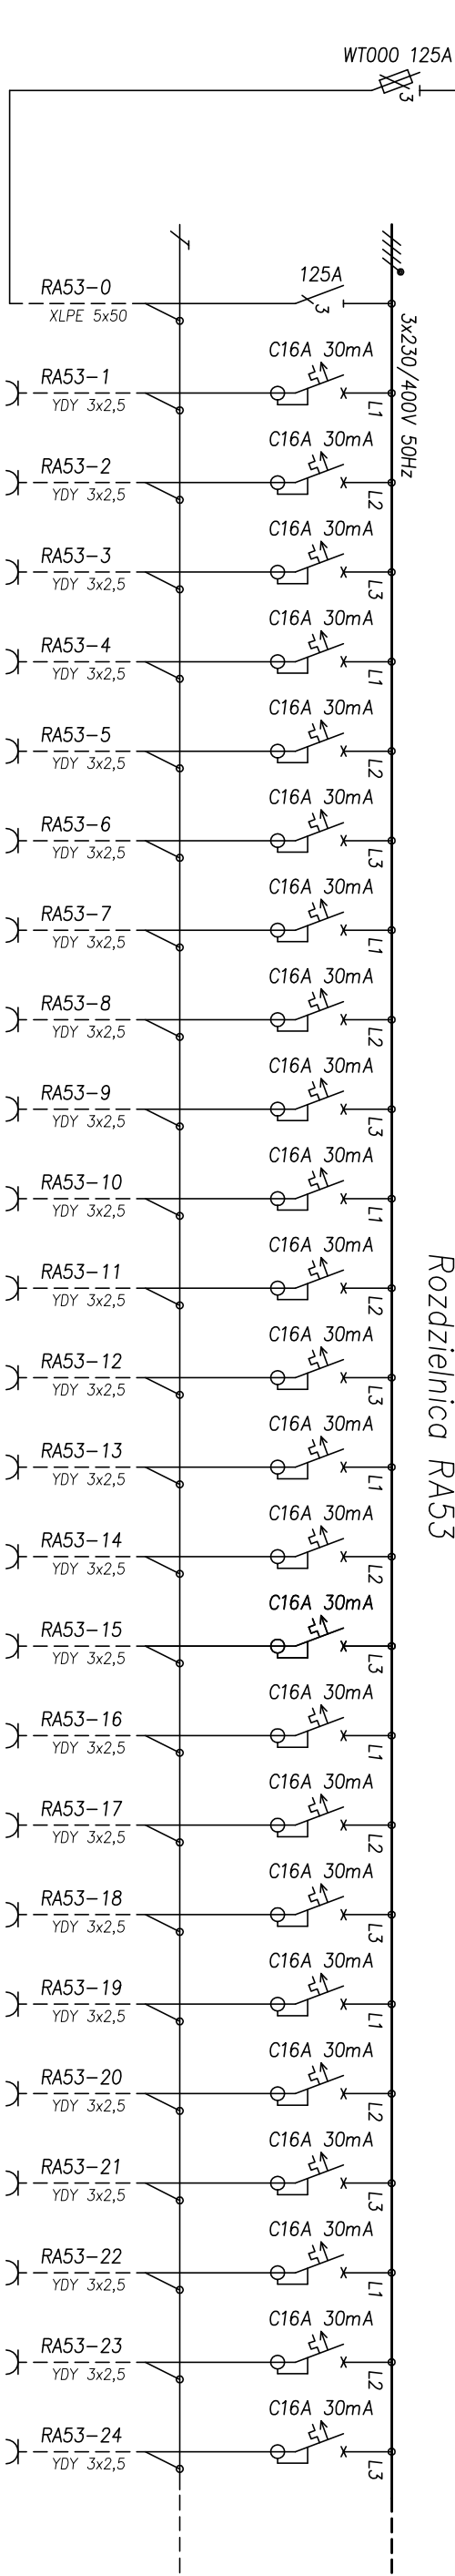 WT000 125A
3
125A
RA53-0
XLPE 5x50
3
3x230/400V 50Hz
C16A 30mA
RA53-1
YDY 3x2,5
L1
C16A 30mA
RA53-2
YDY 3x2,5
L2
C16A 30mA
RA53-3
YDY 3x2,5
L3
C16A 30mA
RA53-4
YDY 3x2,5
L1
C16A 30mA
RA53-5
YDY 3x2,5
L2
C16A 30mA
RA53-6
YDY 3x2,5
L3
C16A 30mA
RA53-7
YDY 3x2,5
L1
C16A 30mA
RA53-8
YDY 3x2,5
L2
C16A 30mA
RA53-9
YDY 3x2,5
L3
C16A 30mA
RA53-10
YDY 3x2,5
L1
C16A 30mA
RA53-11
YDY 3x2,5
L2
Rozdzielnica RA53
C16A 30mA
RA53-12
YDY 3x2,5
L3
C16A 30mA
RA53-13
YDY 3x2,5
L1
C16A 30mA
RA53-14
YDY 3x2,5
L2
C16A 30mA
RA53-15
YDY 3x2,5
L3
C16A 30mA
RA53-16
YDY 3x2,5
L1
C16A 30mA
RA53-17
YDY 3x2,5
L2
C16A 30mA
RA53-18
YDY 3x2,5
L3
C16A 30mA
RA53-19
YDY 3x2,5
L1
C16A 30mA
RA53-20
YDY 3x2,5
L2
C16A 30mA
RA53-21
YDY 3x2,5
L3
C16A 30mA
RA53-22
YDY 3x2,5
L1
C16A 30mA
RA53-23
YDY 3x2,5
L2
C16A 30mA
RA53-24
YDY 3x2,5
L3